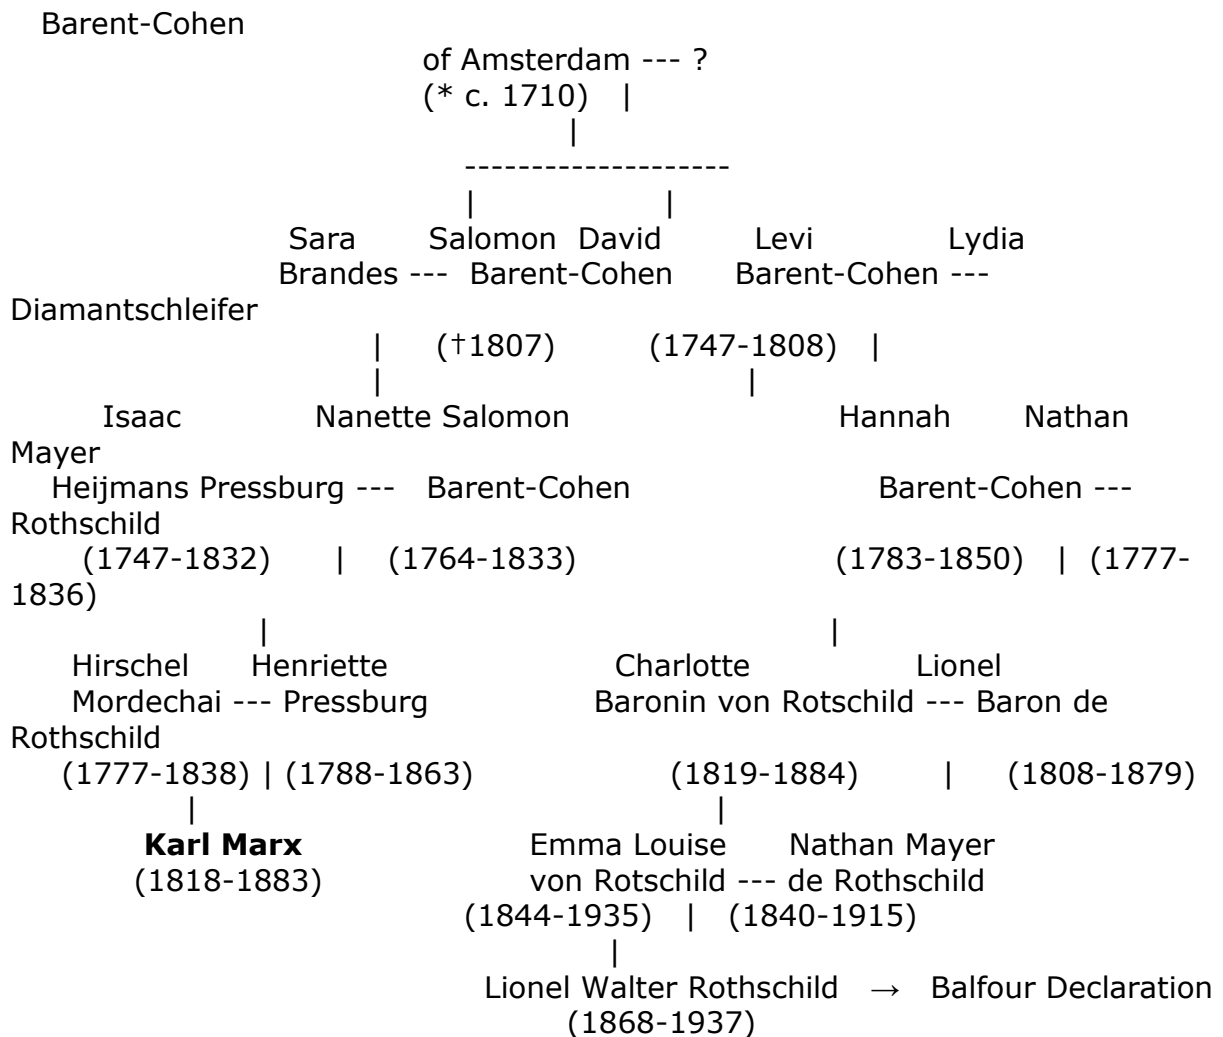 Barent-Cohen
of Amsterdam --- ?
(* c. 1710) |
|
--------------------
| |
Sara Salomon David Levi Lydia
Brandes --- Barent-Cohen Barent-Cohen ---
Diamantschleifer
| (†1807) (1747-1808) |
| |
Isaac Nanette Salomon Hannah Nathan
Mayer
Heijmans Pressburg --- Barent-Cohen Barent-Cohen ---
Rothschild
(1747-1832) | (1764-1833) (1783-1850) | (1777-
1836)
| |
Hirschel Henriette Charlotte Lionel
Mordechai --- Pressburg Baronin von Rotschild --- Baron de
Rothschild
(1777-1838) | (1788-1863) (1819-1884) | (1808-1879)
| |
Karl Marx Emma Louise Nathan Mayer
(1818-1883) von Rotschild --- de Rothschild
(1844-1935) | (1840-1915)
|
Lionel Walter Rothschild → Balfour Declaration
(1868-1937)